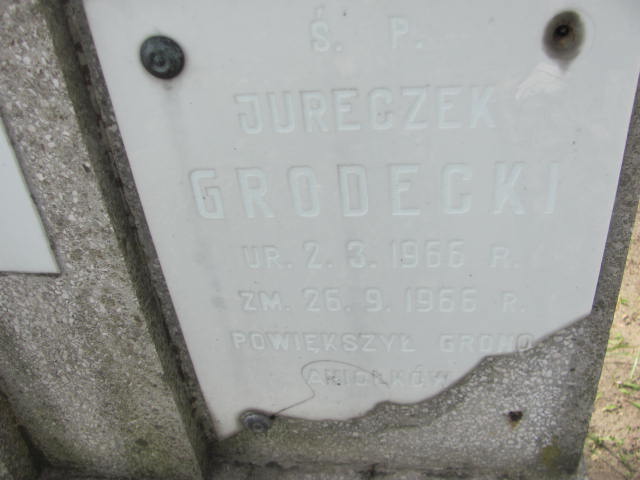 Ś. P.
JURECZEK
GRODECKI
UR. 2. 3. 1966 R.
ZM. 26. 9. 1966 R.
POWIĘKSZYŁ GRONO
ANIOŁKÓW